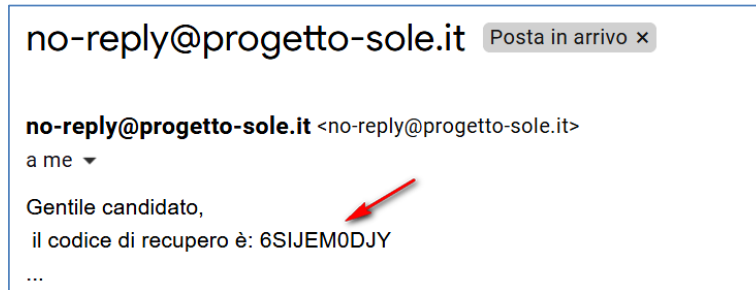 no-reply@progetto-sole.it Posta in arrivo ×
no-reply@progetto-sole.it <no-reply@progetto-sole.it>
a me
Gentile candidato,
il codice di recupero è: 6SIJEM0DJY
...